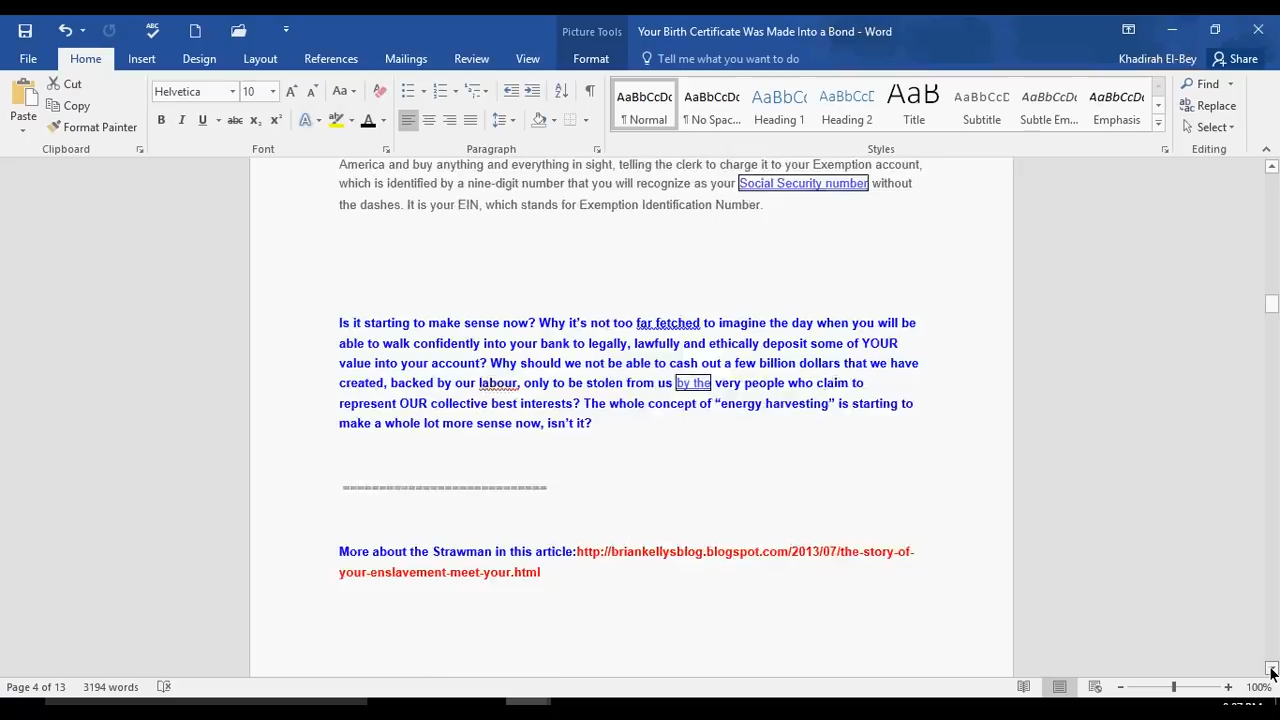 Picture Tools
Your Birth Certificate Was Made Into a Bond - Word
File Home Insert Design Layout References Mailings Review View Format Tell me what you want to do Khadirah El-Bey Share
Paste
Cut
Copy
Format Painter
Clipboard
Helvetica 10
Font
Paragraph
AaBbCcDc AaBbCcDc AaBbC AaBbCcD AaB AaBbCcD AaBbCcDc AaBbCcDc
¶ Normal ¶ No Spac... Heading 1 Heading 2 Title Subtitle Subtle Em... Emphasis
Styles
Find
Replace
Select
Editing
America and buy anything and everything in sight, telling the clerk to charge it to your Exemption account,
which is identified by a nine-digit number that you will recognize as your Social Security number without
the dashes. It is your EIN, which stands for Exemption Identification Number.
Is it starting to make sense now? Why it’s not too far fetched to imagine the day when you will be
able to walk confidently into your bank to legally, lawfully and ethically deposit some of YOUR
value into your account? Why should we not be able to cash out a few billion dollars that we have
created, backed by our labour, only to be stolen from us by the very people who claim to
represent OUR collective best interests? The whole concept of “energy harvesting” is starting to
make a whole lot more sense now, isn’t it?
===========================
More about the Strawman in this article:http://briankellysblog.blogspot.com/2013/07/the-story-of-
your-enslavement-meet-your.html
Page 4 of 13 3194 words 100%